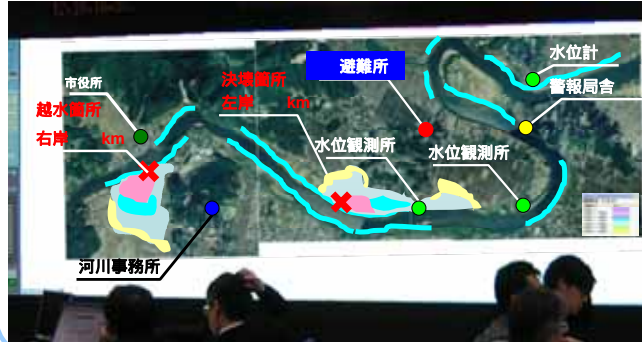 避難所
水位計
市役所
決壊箇所
左岸 km
警報局舎
越水箇所
右岸 km
水位観測所
水位観測所
河川事務所